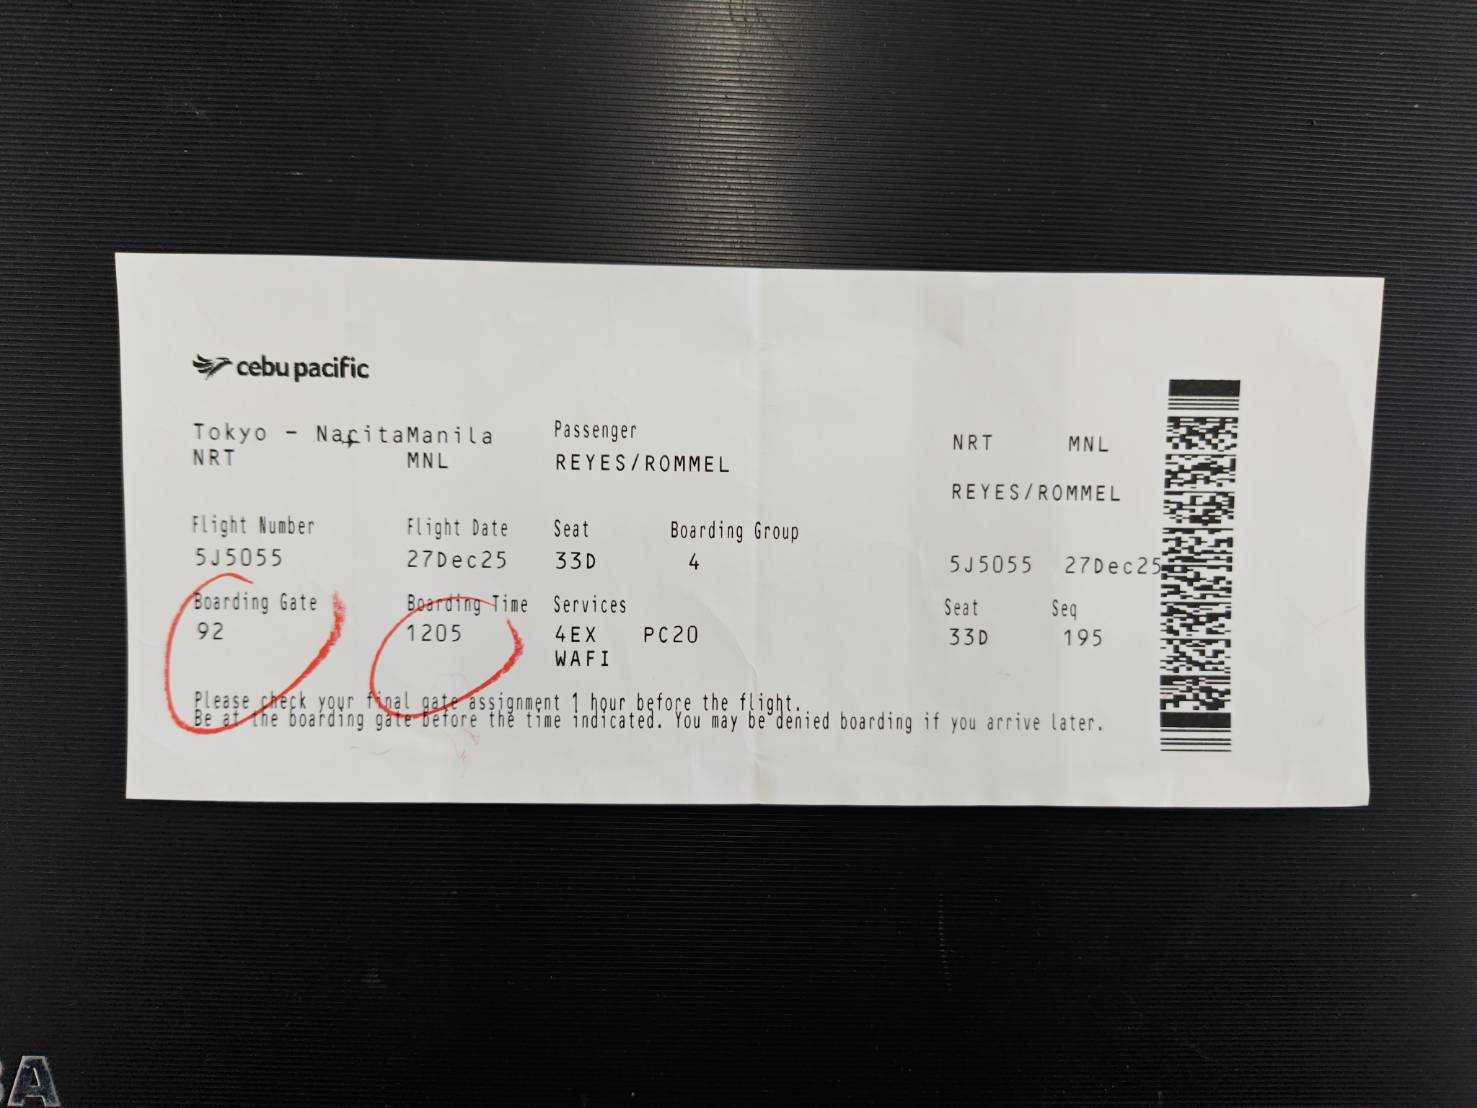 cebu pacific
Tokyo - NaritaManila
NRT MNL
Passenger
REYES/ROMMEL
Flight Number Flight Date Seat Boarding Group
5J5055 27Dec25 33D 4
Boarding Gate Boarding Time Services
92 1205 4EX PC20
WAFI
Please check your final gate assignment 1 hour before the flight.
Be at the boarding gate before the time indicated. You may be denied boarding if you arrive later.
NRT MNL
REYES/ROMMEL
5J5055 27Dec25
Seat Seq
33D 195
A